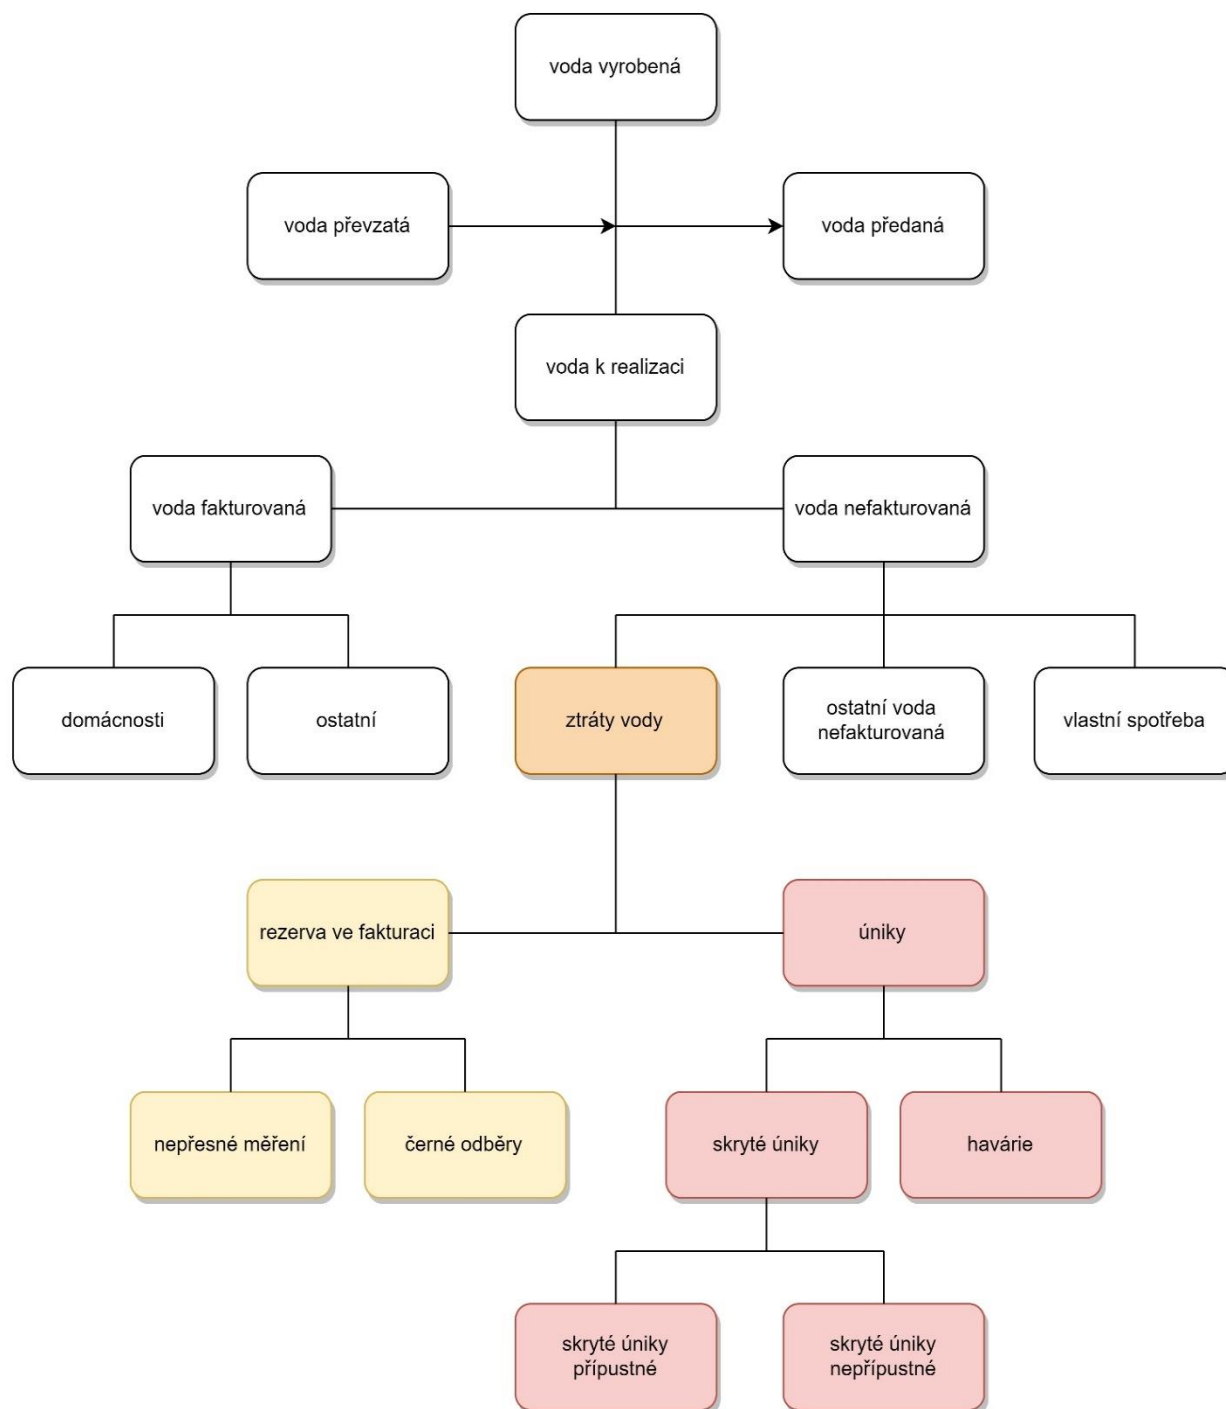 voda vyrobená
voda převzatá
voda předaná
voda k realizaci
voda fakturovaná
voda nefakturovaná
domácnosti
ostatní
ztráty vody
ostatní voda
nefakturovaná
vlastní spotřeba
rezerva ve fakturaci
úniky
nepřesné měření
černé odběry
skryté úniky
havárie
skryté úniky
přípustné
skryté úniky
nepřípustné